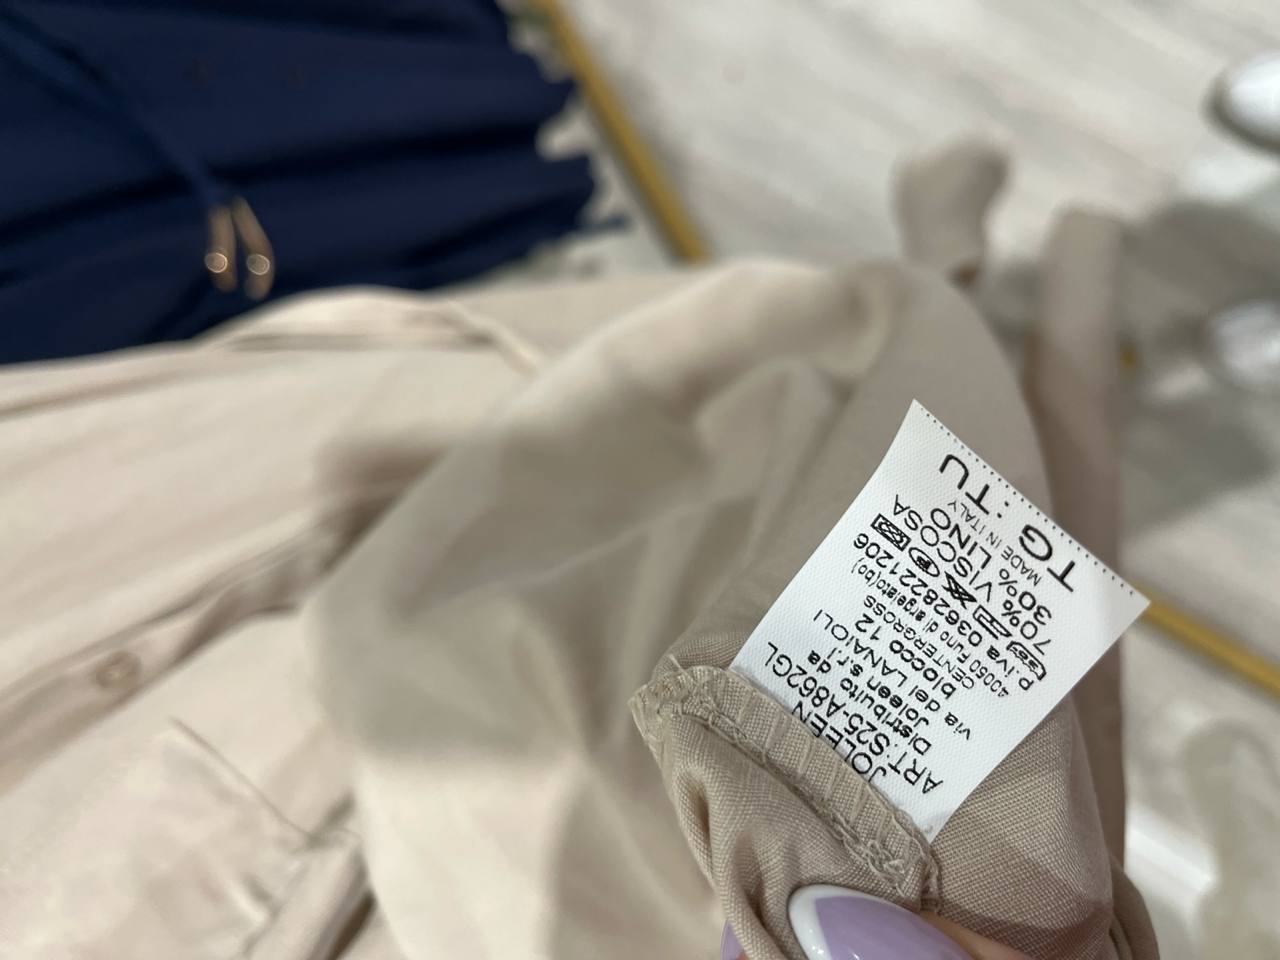 JOLEEN
ART:S25-A862GL
Distribuito da
Joleen s.r.l
via dei LANAIOLI
blocco 12
CENTERGROSS
40050 Funo di argelato(bo)
p.iva 03628221206
70% VISCOSA
30% LINO
MADE IN ITALY
TG : TU